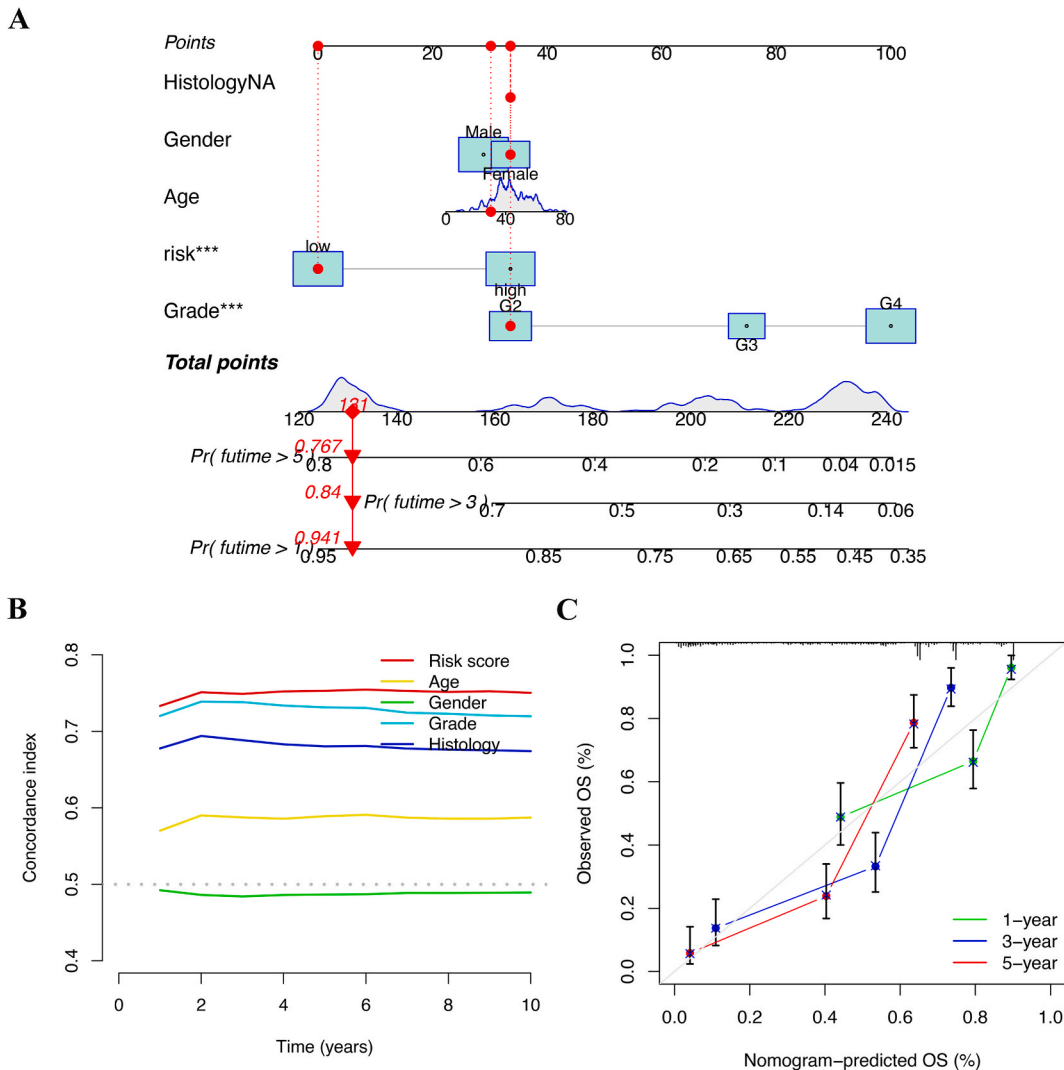 A
Points
0 20 40 60 80 100
HistologyNA
Gender
Male
Female
Age
0 40 80
risk***
low
high
Grade***
G2
G3
G4
Total points
120 140 160 180 200 220 240
131
Pr( futime > 5 )
0.767
0.8 0.6 0.4 0.2 0.1 0.04 0.015
Pr( futime > 3 )
0.84
0.7 0.5 0.3 0.14 0.06
Pr( futime > 1 )
0.941
0.95 0.85 0.75 0.65 0.55 0.45 0.35
B
Concordance index
0.8
0.7
0.6
0.5
0.4
Risk score
Age
Gender
Grade
Histology
0 2 4 6 8 10
Time (years)
C
Observed OS (%)
1.0
0.8
0.6
0.4
0.2
0.0
1-year
3-year
5-year
0.0 0.2 0.4 0.6 0.8 1.0
Nomogram-predicted OS (%)